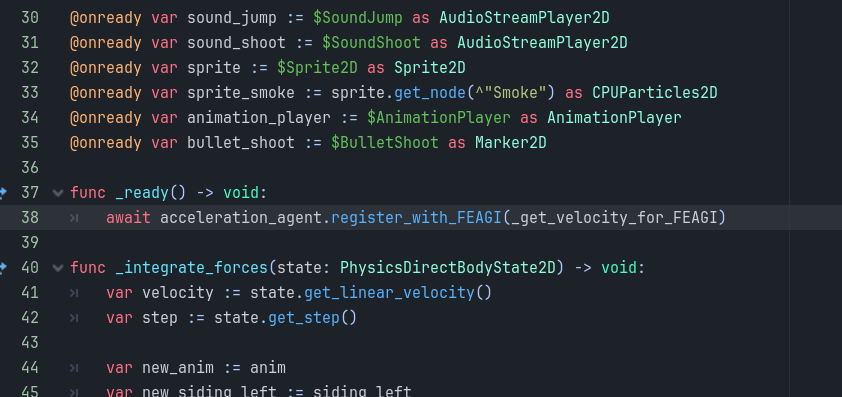 30 @onready var sound_jump := $SoundJump as AudioStreamPlayer2D
31 @onready var sound_shoot := $SoundShoot as AudioStreamPlayer2D
32 @onready var sprite := $Sprite2D as Sprite2D
33 @onready var sprite_smoke := sprite.get_node(^"Smoke") as CPUParticles2D
34 @onready var animation_player := $AnimationPlayer as AnimationPlayer
35 @onready var bullet_shoot := $BulletShoot as Marker2D
36
37 func _ready() -> void:
38 await acceleration_agent.register_with_FEAGI(_get_velocity_for_FEAGI)
39
40 func _integrate_forces(state: PhysicsDirectBodyState2D) -> void:
41 var velocity := state.get_linear_velocity()
42 var step := state.get_step()
43
44 var new_anim := anim
45 var new_siding_left := siding_left